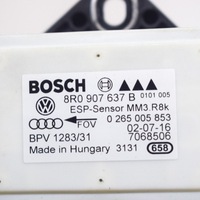 BOSCH
8R0 907 637 B 0101 005
ESP-Sensor MM3.R8k
FOV 0 265 005 853
02-07-16
BPV 1283/31 7068506
Made in Hungary 3131 658